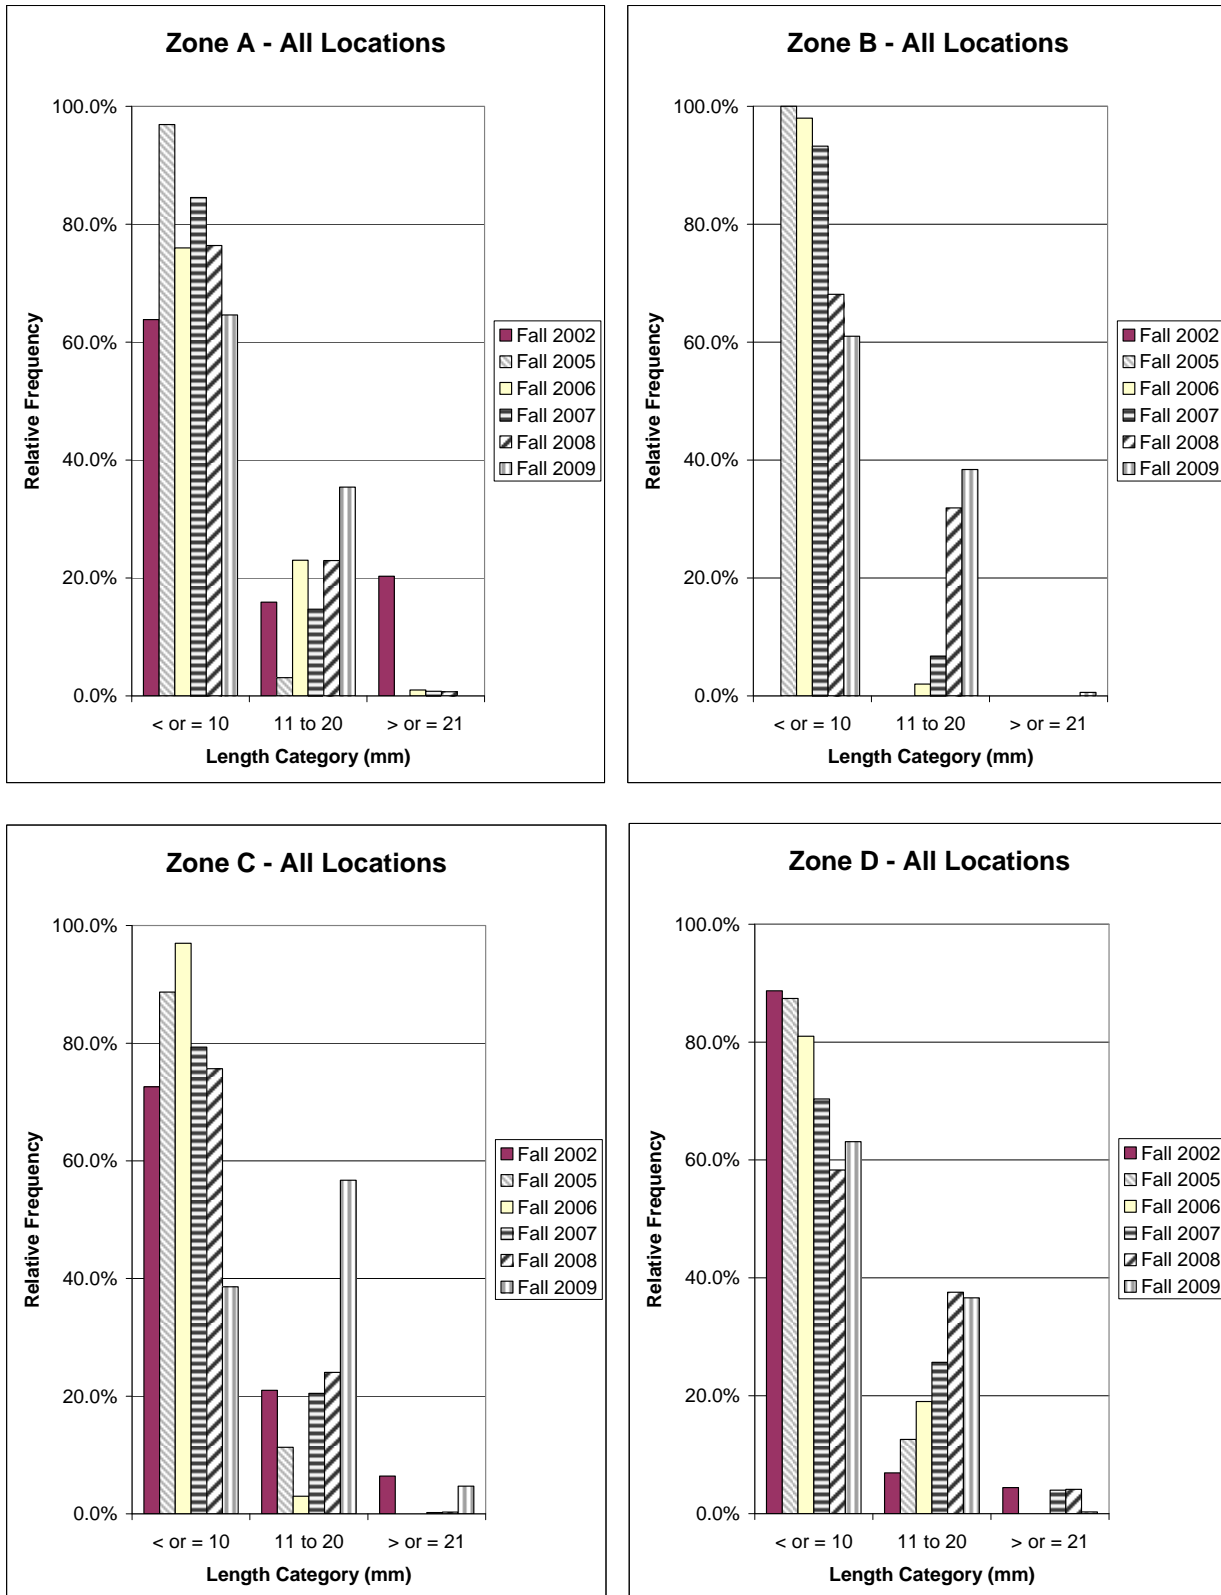 Zone A - All Locations
100.0%
80.0%
60.0%
40.0%
20.0%
0.0%
Relative Frequency
< or = 10
11 to 20
> or = 21
Length Category (mm)
Fall 2002
Fall 2005
Fall 2006
Fall 2007
Fall 2008
Fall 2009
Zone B - All Locations
100.0%
80.0%
60.0%
40.0%
20.0%
0.0%
Relative Frequency
< or = 10
11 to 20
> or = 21
Length Category (mm)
Fall 2002
Fall 2005
Fall 2006
Fall 2007
Fall 2008
Fall 2009
Zone C - All Locations
100.0%
80.0%
60.0%
40.0%
20.0%
0.0%
Relative Frequency
< or = 10
11 to 20
> or = 21
Length Category (mm)
Fall 2002
Fall 2005
Fall 2006
Fall 2007
Fall 2008
Fall 2009
Zone D - All Locations
100.0%
80.0%
60.0%
40.0%
20.0%
0.0%
Relative Frequency
< or = 10
11 to 20
> or = 21
Length Category (mm)
Fall 2002
Fall 2005
Fall 2006
Fall 2007
Fall 2008
Fall 2009